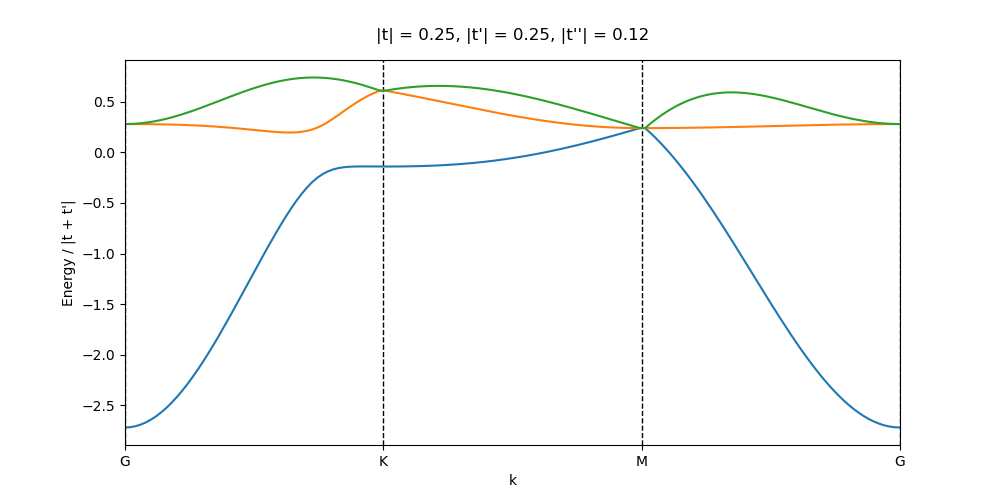 |t| = 0.25, |t'| = 0.25, |t''| = 0.12
Energy / |t + t'|
0.5
0.0
−0.5
−1.0
−1.5
−2.0
−2.5
G K M G
k